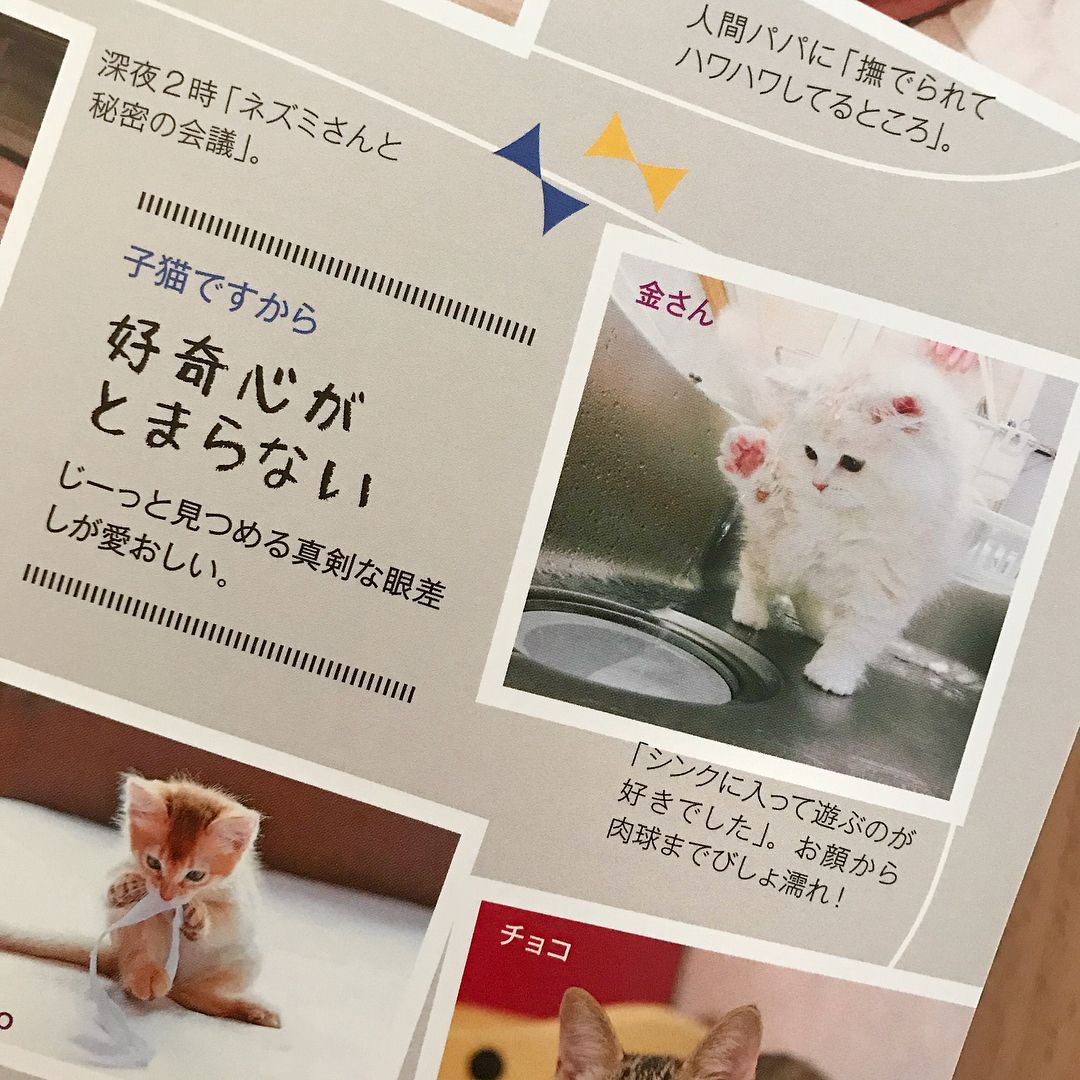 人間パパに「撫でられて
ハワハワしてるところ」。
深夜2時「ネズミさんと
秘密の会議」。
子猫ですから
好奇心が
とまらない
じーっと見つめる真剣な眼差
しが愛おしい。
金さん
「シンクに入って遊ぶのが
好きでした」。お顔から
肉球までびしょ濡れ!
チョコ
o